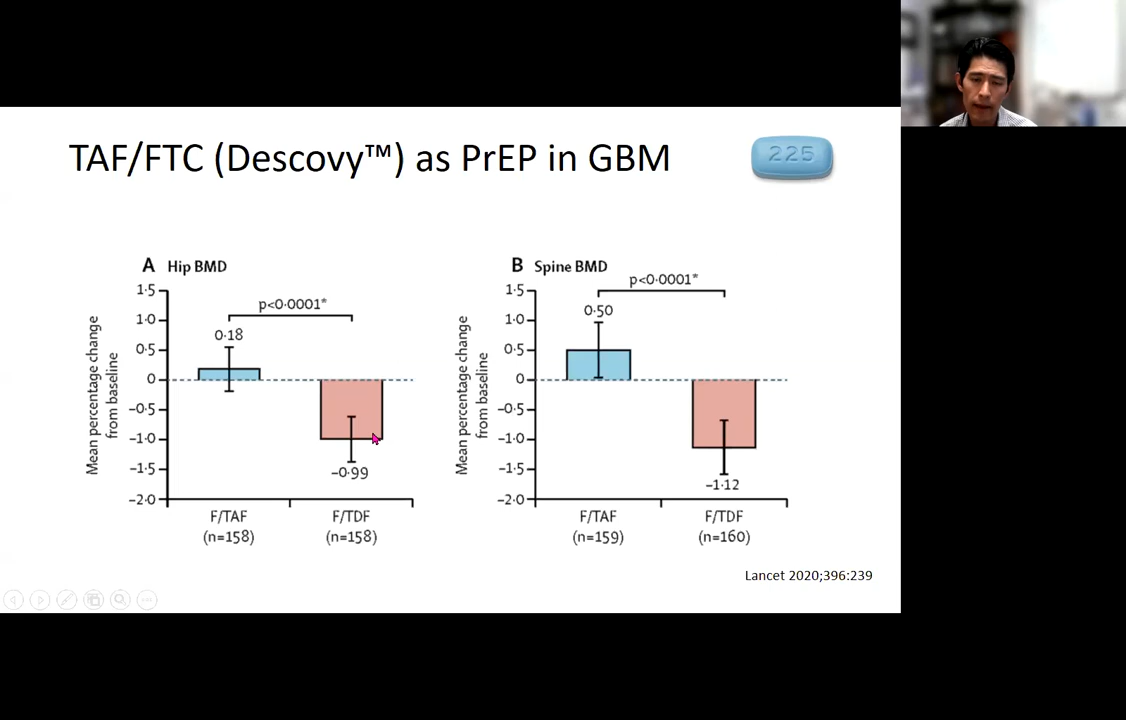 TAF/FTC (Descovy™) as PrEP in GBM
225
A Hip BMD
p<0·0001*
1·5
1·0
0·5
0
−0·5
−1·0
−1·5
−2·0
Mean percentage change
from baseline
0·18
−0·99
F/TAF
(n=158)
F/TDF
(n=158)
B Spine BMD
p<0·0001*
1·5
1·0
0·5
0
−0·5
−1·0
−1·5
−2·0
Mean percentage change
from baseline
0·50
−1·12
F/TAF
(n=159)
F/TDF
(n=160)
Lancet 2020;396:239